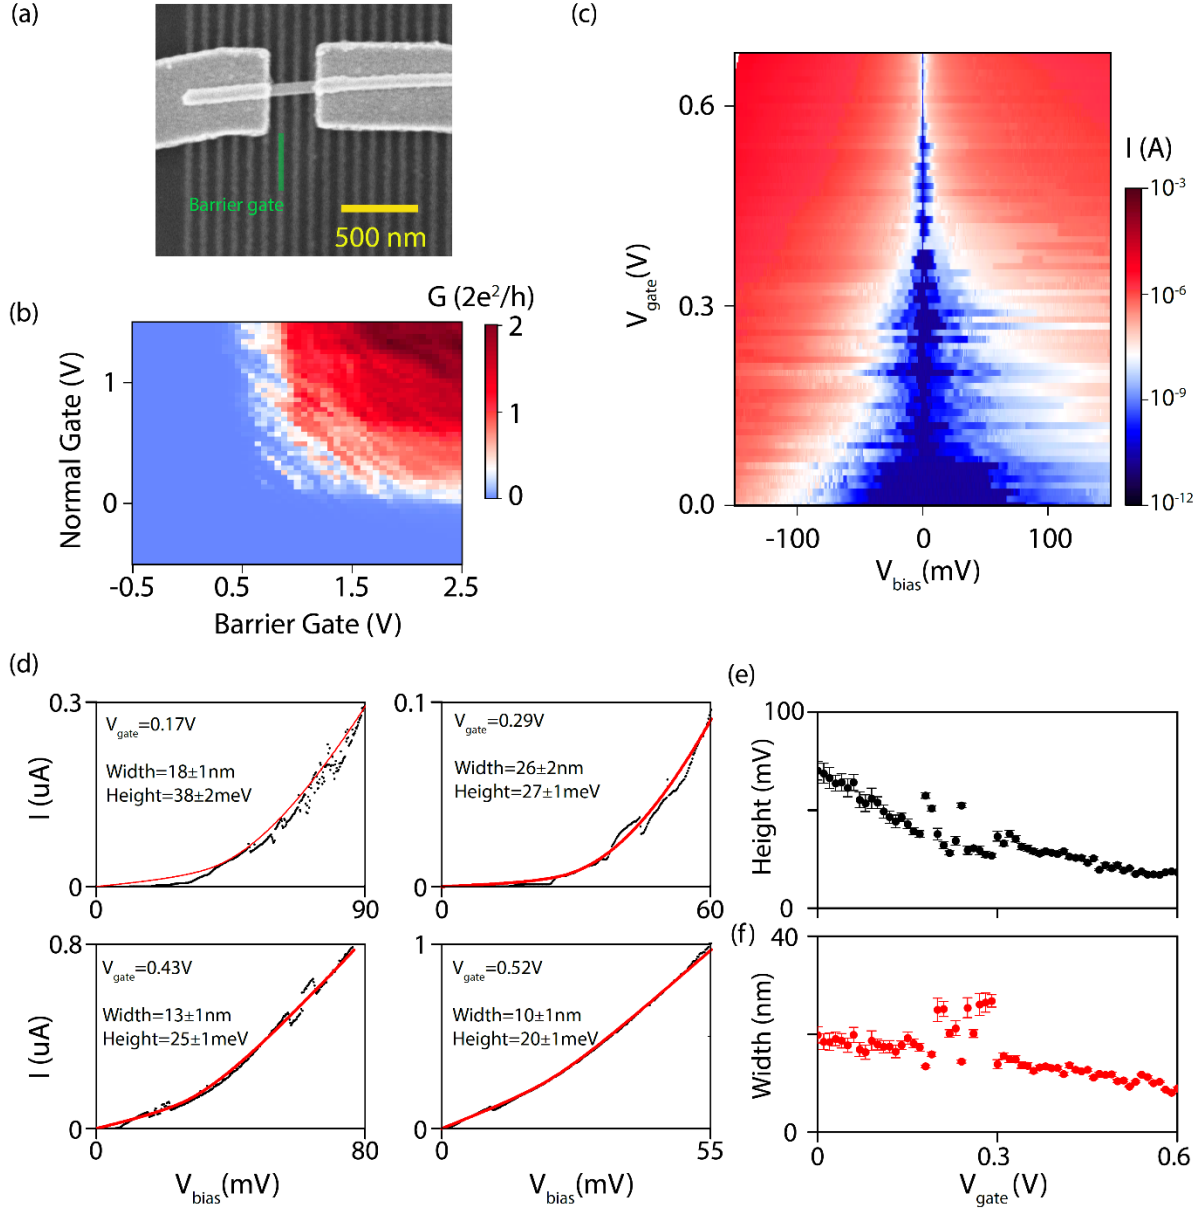 (a)
Barrier gate
500 nm
(b)
G (2e²/h)
2
1
0
Normal Gate (V)
1
0
-0.5
0.5
1.5
2.5
Barrier Gate (V)
(c)
V_gate(V)
0.6
0.3
0.0
-100
0
100
V_bias(mV)
I (A)
10⁻³
10⁻⁶
10⁻⁹
10⁻¹²
(d)
I (uA)
0.3
0
V_gate=0.17V
Width=18±1nm
Height=38±2meV
0
90
0.1
0
V_gate=0.29V
Width=26±2nm
Height=27±1meV
0
60
I (uA)
0.8
0
V_gate=0.43V
Width=13±1nm
Height=25±1meV
0
80
V_bias(mV)
1
0
V_gate=0.52V
Width=10±1nm
Height=20±1meV
0
55
V_bias(mV)
(e)
Height (mV)
100
0
(f)
Width (nm)
40
0
0
0.3
0.6
V_gate (V)